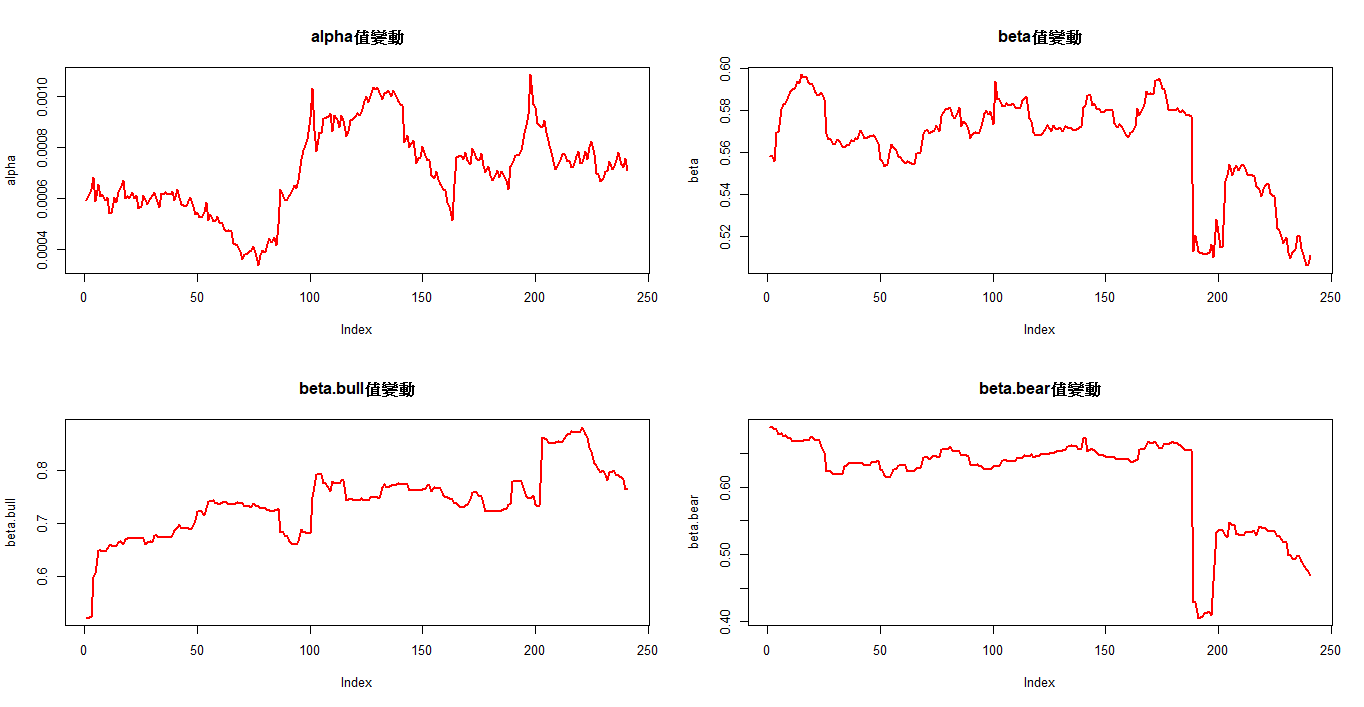 alpha值變動
alpha
0.0004 0.0006 0.0008 0.0010
0 50 100 150 200 250
Index
beta值變動
beta
0.52 0.54 0.56 0.58 0.60
0 50 100 150 200 250
Index
beta.bull值變動
beta.bull
0.6 0.7 0.8
0 50 100 150 200 250
Index
beta.bear值變動
beta.bear
0.40 0.50 0.60
0 50 100 150 200 250
Index